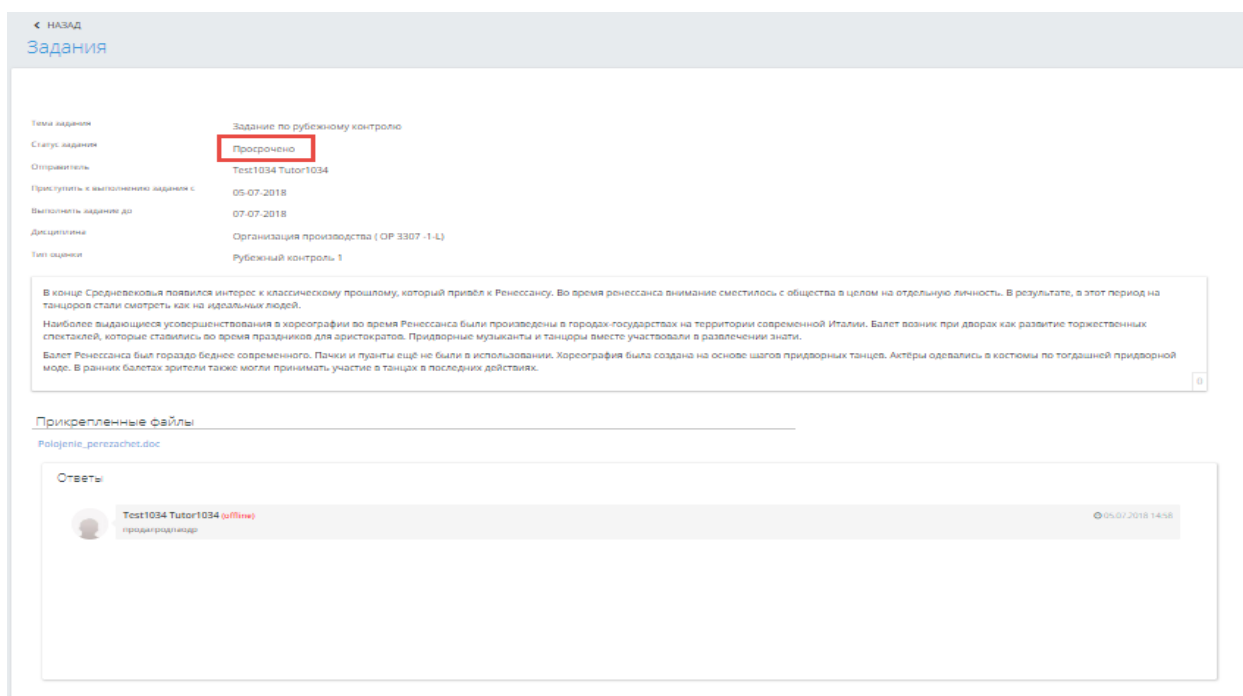 НАЗАД
Задания
Тема задания
Задание по рубежному контролю
Статус задания
Просрочено
Отправитель
Test1034 Tutor1034
Приступить к выполнению задания с
05-07-2018
Выполнить задание до
07-07-2018
Дисциплина
Организация производства ( OP 3307 -1-L)
Тип оценки
Рубежный контроль 1
В конце Средневековья появился интерес к классическому прошлому, который привёл к Ренессансу. Во время ренессанса внимание сместилось с общества в целом на отдельную личность. В результате, в этот период на
танцоров стали смотреть как на идеальных людей.
Наиболее выдающиеся усовершенствования в хореографии во время Ренессанса были произведены в городах-государствах на территории современной Италии. Балет возник при дворах как развитие торжественных
спектаклей, которые ставились во время праздников для аристократов. Придворные музыканты и танцоры вместе участвовали в развлечении знати.
Балет Ренессанса был гораздо беднее современного. Пачки и пуанты ещё не были в использовании. Хореография была создана на основе шагов придворных танцев. Актёры одевались в костюмы по тогдашней придворной
моде. В ранних балетах зрители также могли принимать участие в танцах в последних действиях.
0
Прикрепленные файлы
Polojenie_perezachet.doc
Ответы
Test1034 Tutor1034 (offline)
05.07.2018 14:58